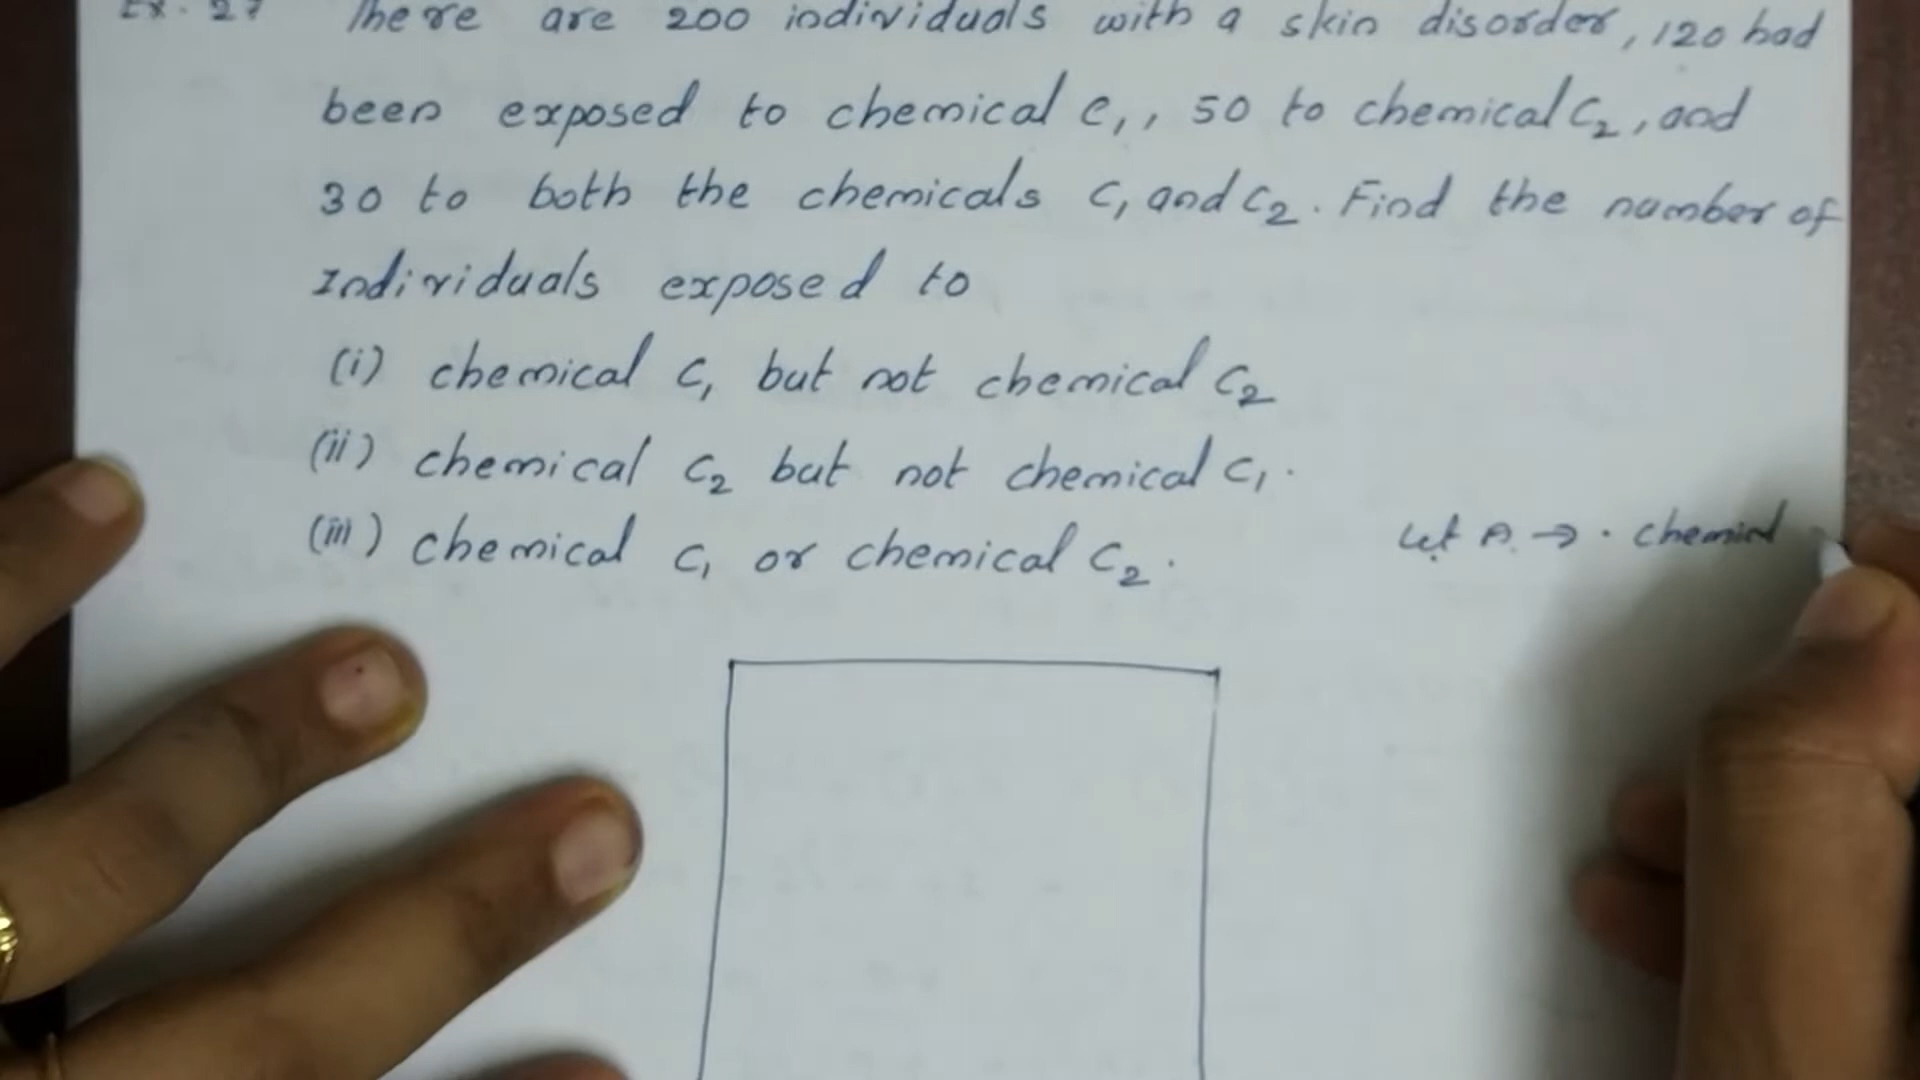 Ex. 27 There are 200 individuals with a skin disorder, 120 had
been exposed to chemical C₁, 50 to chemical C₂, and
30 to both the chemicals C₁ and C₂. Find the number of
Individuals exposed to
(i) chemical C₁ but not chemical C₂
(ii) chemical C₂ but not chemical C₁.
(iii) chemical C₁ or chemical C₂.
Let A → . chemical